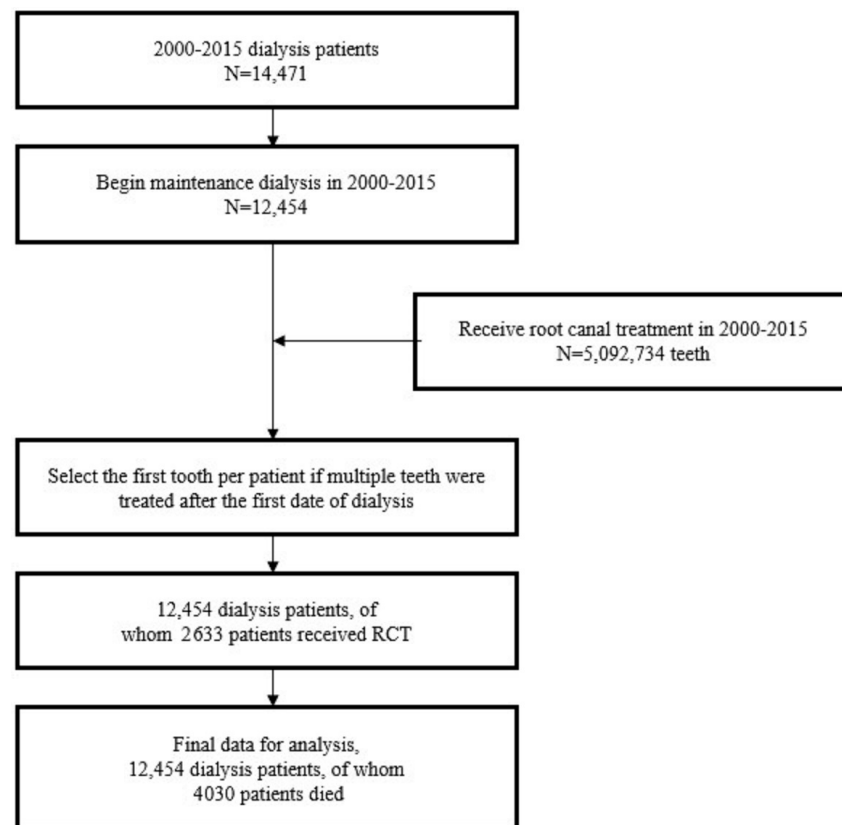 2000-2015 dialysis patients
N=14,471
Begin maintenance dialysis in 2000-2015
N=12,454
Receive root canal treatment in 2000-2015
N=5,092,734 teeth
Select the first tooth per patient if multiple teeth were
treated after the first date of dialysis
12,454 dialysis patients, of
whom 2633 patients received RCT
Final data for analysis,
12,454 dialysis patients, of whom
4030 patients died